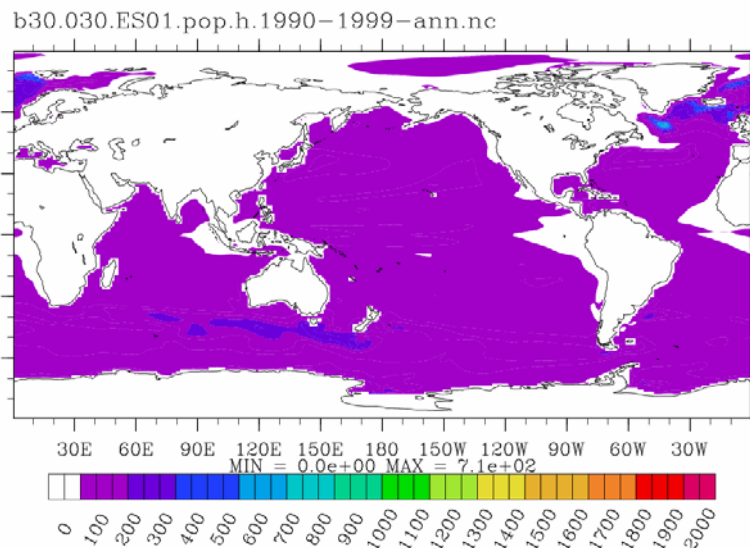 b30.030.ES01.pop.h.1990-1999-ann.nc
30E 60E 90E 120E 150E 180 150W 120W 90W 60W 30W
MIN = 0.0e+00 MAX = 7.1e+02
0 100 200 300 400 500 600 700 800 900 1000 1100 1200 1300 1400 1500 1600 1700 1800 1900 2000